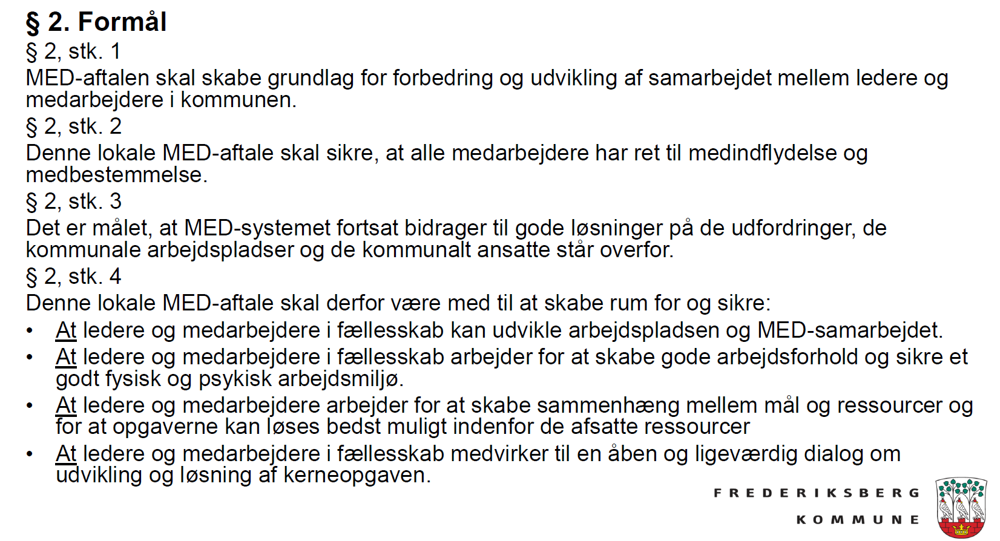 § 2. Formål
§ 2, stk. 1
MED-aftalen skal skabe grundlag for forbedring og udvikling af samarbejdet mellem ledere og
medarbejdere i kommunen.
§ 2, stk. 2
Denne lokale MED-aftale skal sikre, at alle medarbejdere har ret til medindflydelse og
medbestemmelse.
§ 2, stk. 3
Det er målet, at MED-systemet fortsat bidrager til gode løsninger på de udfordringer, de
kommunale arbejdspladser og de kommunalt ansatte står overfor.
§ 2, stk. 4
Denne lokale MED-aftale skal derfor være med til at skabe rum for og sikre:
• At ledere og medarbejdere i fællesskab kan udvikle arbejdspladsen og MED-samarbejdet.
• At ledere og medarbejdere i fællesskab arbejder for at skabe gode arbejdsforhold og sikre et
godt fysisk og psykisk arbejdsmiljø.
• At ledere og medarbejdere arbejder for at skabe sammenhæng mellem mål og ressourcer og
for at opgaverne kan løses bedst muligt indenfor de afsatte ressourcer
• At ledere og medarbejdere i fællesskab medvirker til en åben og ligeværdig dialog om
udvikling og løsning af kerneopgaven.
FREDERIKSBERG
KOMMUNE